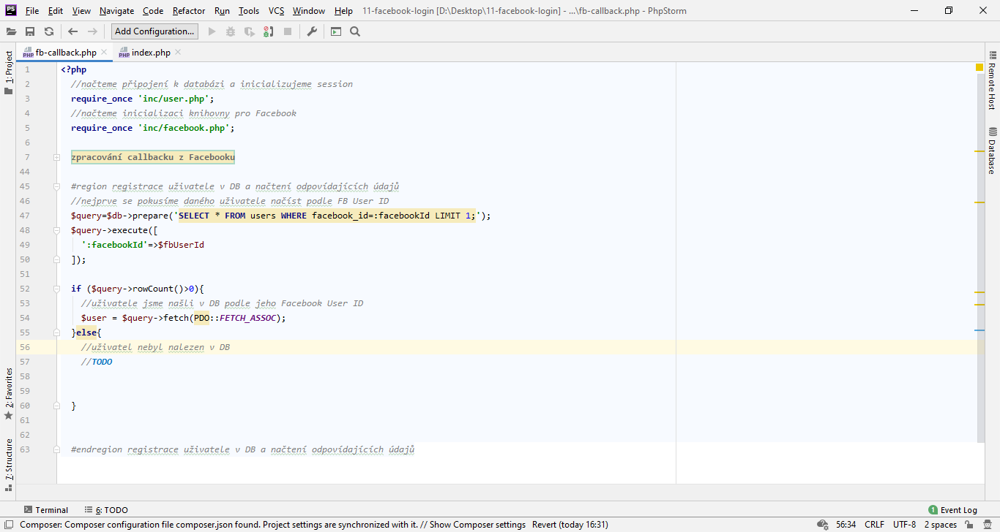 File Edit View Navigate Code Refactor Run Tools VCS Window Help 11-facebook-login [D:\Desktop\11-facebook-login] - ...\fb-callback.php - PhpStorm
Add Configuration...
fb-callback.php index.php
1: Project
2: Favorites
7: Structure
Remote Host
Database
1 <?php
2 //načteme připojení k databázi a inicializujeme session
3 require_once 'inc/user.php';
4 //načteme inicializaci knihovny pro Facebook
5 require_once 'inc/facebook.php';
6
7 zpracování callbacku z Facebooku
44
45 #region registrace uživatele v DB a načtení odpovídajících údajů
46 //nejprve se pokusíme daného uživatele načíst podle FB User ID
47 $query=$db->prepare('SELECT * FROM users WHERE facebook_id=:facebookId LIMIT 1;');
48 $query->execute([
49 ':facebookId'=>$fbUserId
50 ]);
51
52 if ($query->rowCount()>0){
53 //uživatele jsme našli v DB podle jeho Facebook User ID
54 $user = $query->fetch(PDO::FETCH_ASSOC);
55 }else{
56 //uživatel nebyl nalezen v DB
57 //TODO
58
59
60 }
61
62
63 #endregion registrace uživatele v DB a načtení odpovídajících údajů
Terminal 6: TODO 1 Event Log
Composer: Composer configuration file composer.json found. Project settings are synchronized with it. // Show Composer settings Revert (today 16:31) 56:34 CRLF UTF-8 2 spaces